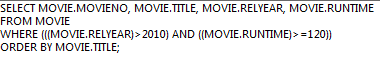 SELECT MOVIE.MOVIENO, MOVIE.TITLE, MOVIE.RELYEAR, MOVIE.RUNTIME
FROM MOVIE
WHERE (((MOVIE.RELYEAR)>2010) AND ((MOVIE.RUNTIME)>=120))
ORDER BY MOVIE.TITLE;